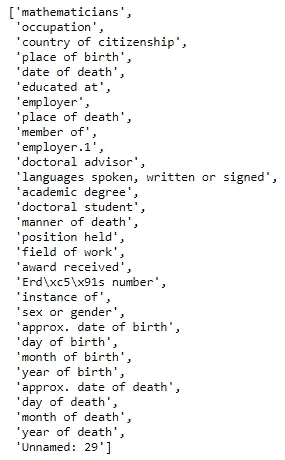 ['mathematicians',
'occupation',
'country of citizenship',
'place of birth',
'date of death',
'educated at',
'employer',
'place of death',
'member of',
'employer.1',
'doctoral advisor',
'languages spoken, written or signed',
'academic degree',
'doctoral student',
'manner of death',
'position held',
'field of work',
'award received',
'Erd\xc5\x91s number',
'instance of',
'sex or gender',
'approx. date of birth',
'day of birth',
'month of birth',
'year of birth',
'approx. date of death',
'day of death',
'month of death',
'year of death',
'Unnamed: 29']